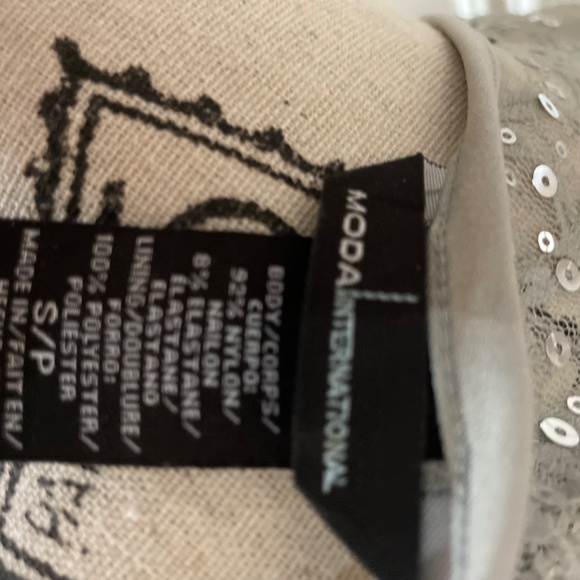 MODA INTERNATIONAL
BODY/CORPS/
CUERPO:
92% NYLON/
NAILON
8% ELASTANE/
ÉLASTANE/
ELASTANO
LINING/DOUBLURE/
FORRO:
100% POLYESTER/
POLIESTER
S/P
MADE IN/FAIT EN/